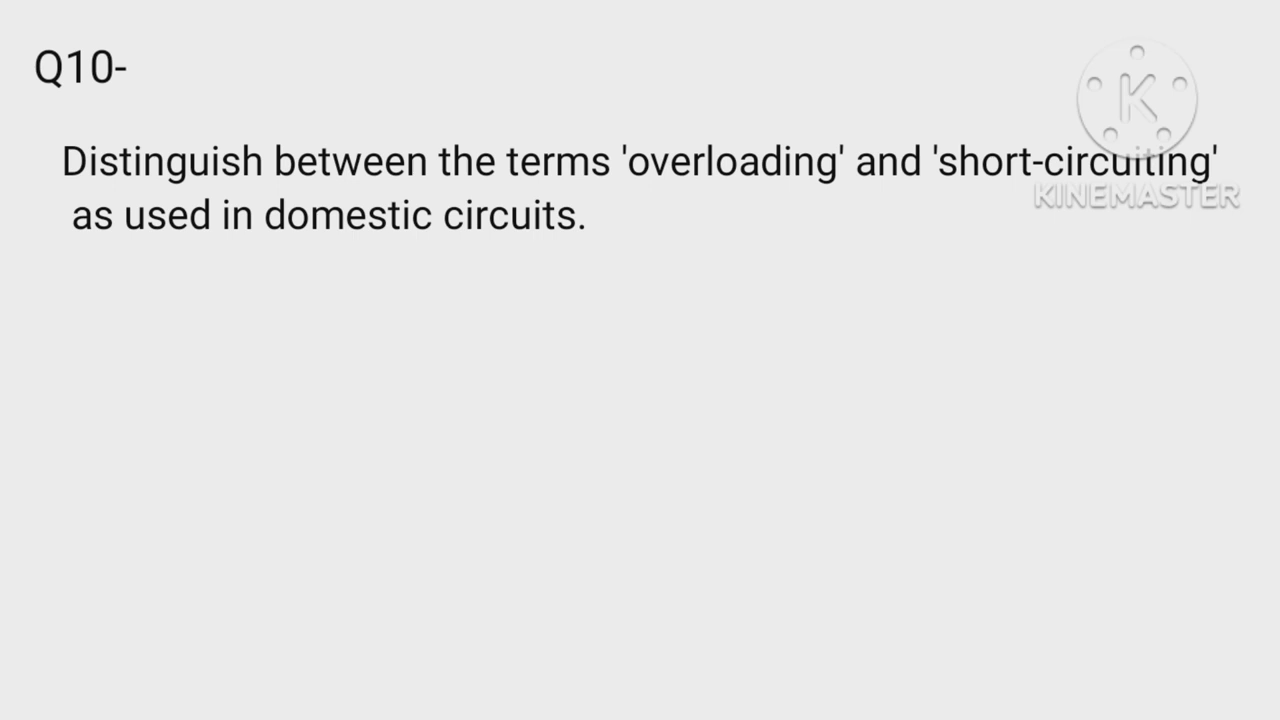 Q10-
Distinguish between the terms 'overloading' and 'short-circuiting'
as used in domestic circuits.
K
KINEMASTER